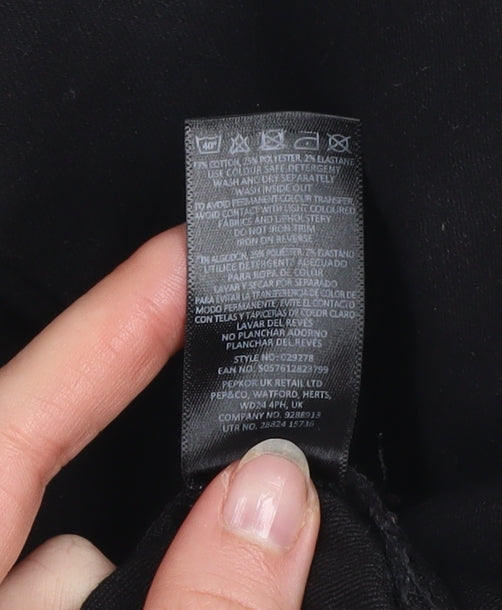 40°
73% COTTON, 25% POLYESTER, 2% ELASTANE
USE COLOUR SAFE DETERGENT
WASH AND DRY SEPARATELY
WASH INSIDE OUT
TO AVOID PERMANENT COLOUR TRANSFER,
AVOID CONTACT WITH LIGHT COLOURED
FABRICS AND UPHOLSTERY
DO NOT IRON TRIM
IRON ON REVERSE
73% ALGODON, 25% POLIESTER, 2% ELASTANO
UTILICE DETERGENTE ADECUADO
PARA ROPA DE COLOR
LAVAR Y SECAR POR SEPARADO
PARA EVITAR LA TRANSFERENCIA DE COLOR DE
MODO PERMANENTE, EVITE EL CONTACTO
CON TELAS Y TAPICERAS DE COLOR CLARO
LAVAR DEL REVÉS
NO PLANCHAR ADORNO
PLANCHAR DEL REVÉS
STYLE NO: 029278
EAN NO. 5057612823799
PEPKOR UK RETAIL LTD
PEP&CO, WATFORD, HERTS,
WD24 4PH, UK
COMPANY NO. 9288913
UTR NO. 28824 15736